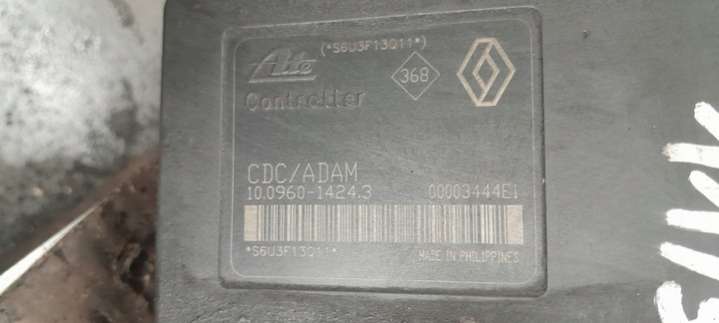 (*S6U3F13Q11*)
Ate
368
Controller
CDC/ADAM
10.0960-1424.3 00003444E1
*S6U3F13Q11*
MADE IN PHILIPPINES